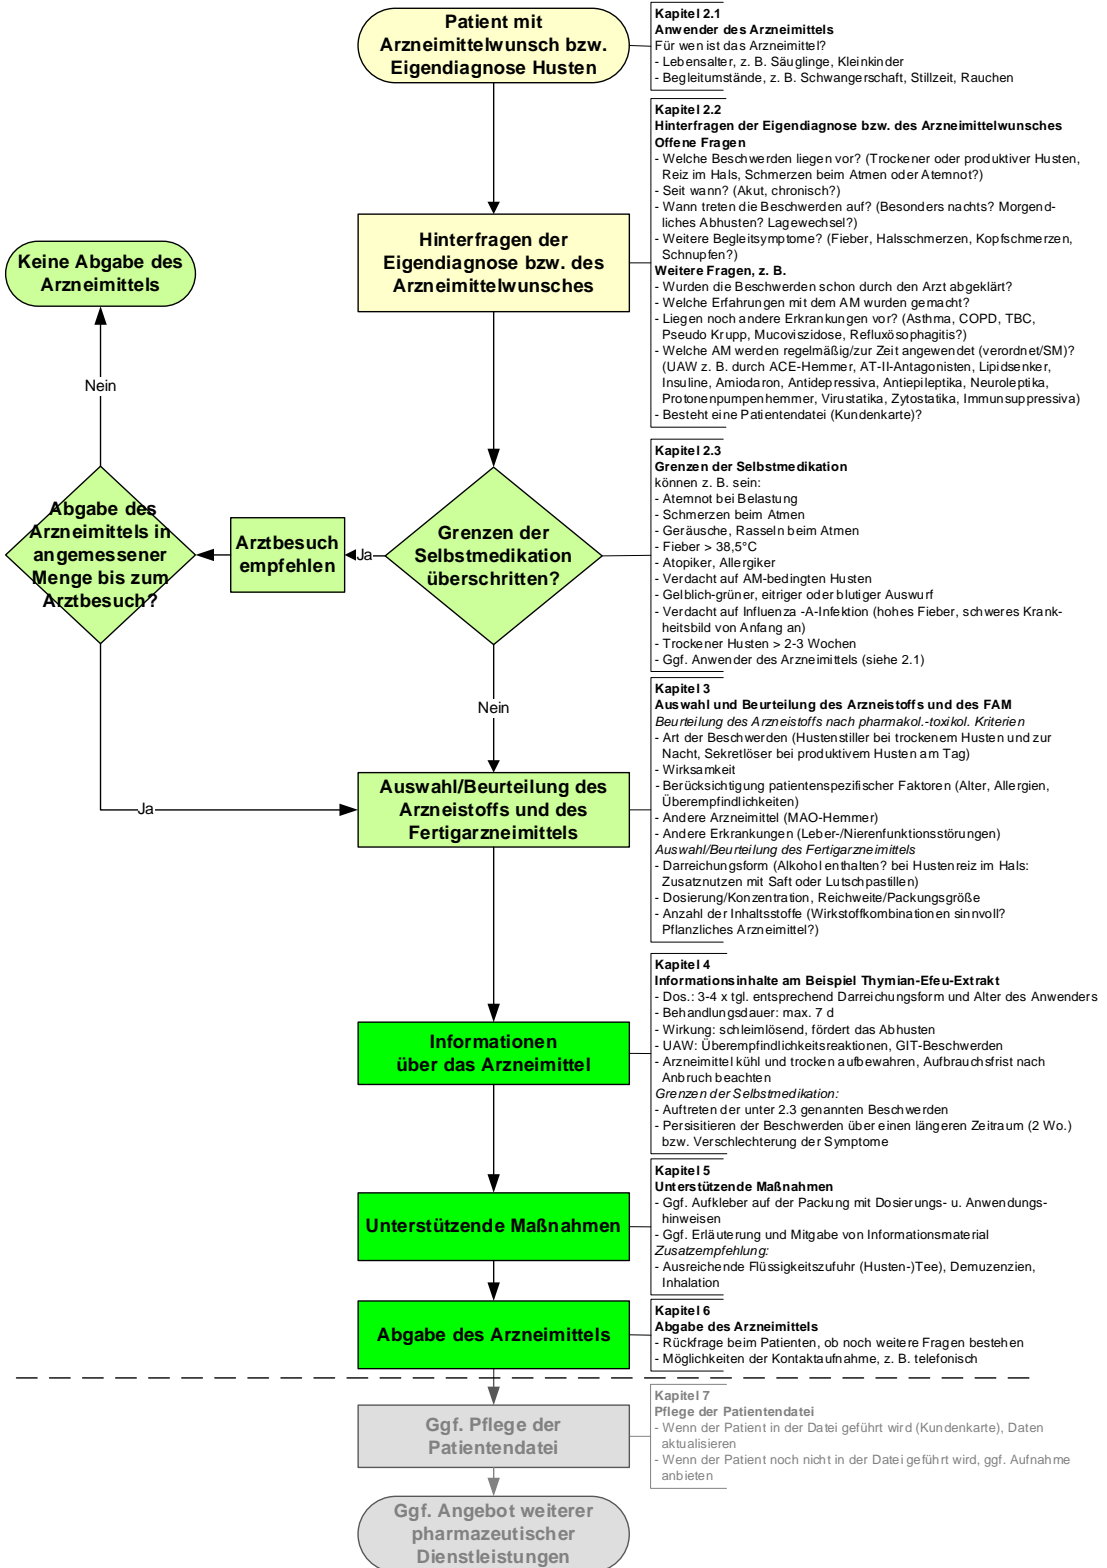 Patient mit
Arzneimittelwunsch bzw.
Eigendiagnose Husten
Kapitel 2.1
Anwender des Arzneimittels
Für wen ist das Arzneimittel?
- Lebensalter, z. B. Säuglinge, Kleinkinder
- Begleitumstände, z. B. Schwangerschaft, Stillzeit, Rauchen
Hinterfragen der
Eigendiagnose bzw. des
Arzneimittelwunsches
Kapitel 2.2
Hinterfragen der Eigendiagnose bzw. des Arzneimittelwunsches
Offene Fragen
- Welche Beschwerden liegen vor? (Trockener oder produktiver Husten,
Reiz im Hals, Schmerzen beim Atmen oder Atemnot?)
- Seit wann? (Akut, chronisch?)
- Wann treten die Beschwerden auf? (Besonders nachts? Morgend-
liches Abhusten? Lagewechsel?)
- Weitere Begleitsymptome? (Fieber, Halsschmerzen, Kopfschmerzen,
Schnupfen?)
Weitere Fragen, z. B.
- Wurden die Beschwerden schon durch den Arzt abgeklärt?
- Welche Erfahrungen mit dem AM wurden gemacht?
- Liegen noch andere Erkrankungen vor? (Asthma, COPD, TBC,
Pseudo Krupp, Mucoviszidose, Refluxösophagitis?)
- Welche AM werden regelmäßig/zur Zeit angewendet (verordnet/SM)?
(UAW z. B. durch ACE-Hemmer, AT-II-Antagonisten, Lipidsenker,
Insuline, Amiodaron, Antidepressiva, Antiepileptika, Neuroleptika,
Protonenpumpenhemmer, Virustatika, Zytostatika, Immunsuppressiva)
- Besteht eine Patientendatei (Kundenkarte)?
Keine Abgabe des
Arzneimittels
Nein
Abgabe des
Arzneimittels in
angemessener
Menge bis zum
Arztbesuch?
Arztbesuch
empfehlen
Ja
Grenzen der
Selbstmedikation
überschritten?
Kapitel 2.3
Grenzen der Selbstmedikation
können z. B. sein:
- Atemnot bei Belastung
- Schmerzen beim Atmen
- Geräusche, Rasseln beim Atmen
- Fieber > 38,5°C
- Atopiker, Allergiker
- Verdacht auf AM-bedingten Husten
- Gelblich-grüner, eitriger oder blutiger Auswurf
- Verdacht auf Influenza -A-Infektion (hohes Fieber, schweres Krank-
heitsbild von Anfang an)
- Trockener Husten > 2-3 Wochen
- Ggf. Anwender des Arzneimittels (siehe 2.1)
Nein
Ja
Auswahl/Beurteilung des
Arzneistoffs und des
Fertigarzneimittels
Kapitel 3
Auswahl und Beurteilung des Arzneistoffs und des FAM
Beurteilung des Arzneistoffs nach pharmakol.-toxikol. Kriterien
- Art der Beschwerden (Hustenstiller bei trockenem Husten und zur
Nacht, Sekretlöser bei produktivem Husten am Tag)
- Wirksamkeit
- Berücksichtigung patientenspezifischer Faktoren (Alter, Allergien,
Überempfindlichkeiten)
- Andere Arzneimittel (MAO-Hemmer)
- Andere Erkrankungen (Leber-/Nierenfunktionsstörungen)
Auswahl/Beurteilung des Fertigarzneimittels
- Darreichungsform (Alkohol enthalten? bei Hustenreiz im Hals:
Zusatznutzen mit Saft oder Lutschpastillen)
- Dosierung/Konzentration, Reichweite/Packungsgröße
- Anzahl der Inhaltsstoffe (Wirkstoffkombinationen sinnvoll?
Pflanzliches Arzneimittel?)
Informationen
über das Arzneimittel
Kapitel 4
Informationsinhalte am Beispiel Thymian-Efeu-Extrakt
- Dos.: 3-4 x tgl. entsprechend Darreichungsform und Alter des Anwenders
- Behandlungsdauer: max. 7 d
- Wirkung: schleimlösend, fördert das Abhusten
- UAW: Überempfindlichkeitsreaktionen, GIT-Beschwerden
- Arzneimittel kühl und trocken aufbewahren, Aufbrauchsfrist nach
Anbruch beachten
Grenzen der Selbstmedikation:
- Auftreten der unter 2.3 genannten Beschwerden
- Persisitieren der Beschwerden über einen längeren Zeitraum (2 Wo.)
bzw. Verschlechterung der Symptome
Unterstützende Maßnahmen
Kapitel 5
Unterstützende Maßnahmen
- Ggf. Aufkleber auf der Packung mit Dosierungs- u. Anwendungs-
hinweisen
- Ggf. Erläuterung und Mitgabe von Informationsmaterial
Zusatzempfehlung:
- Ausreichende Flüssigkeitszufuhr (Husten-)Tee), Demuzenzien,
Inhalation
Abgabe des Arzneimittels
Kapitel 6
Abgabe des Arzneimittels
- Rückfrage beim Patienten, ob noch weitere Fragen bestehen
- Möglichkeiten der Kontaktaufnahme, z. B. telefonisch
Ggf. Pflege der
Patientendatei
Kapitel 7
Pflege der Patientendatei
- Wenn der Patient in der Datei geführt wird (Kundenkarte), Daten
aktualisieren
- Wenn der Patient noch nicht in der Datei geführt wird, ggf. Aufnahme
anbieten
Ggf. Angebot weiterer
pharmazeutischer
Dienstleistungen